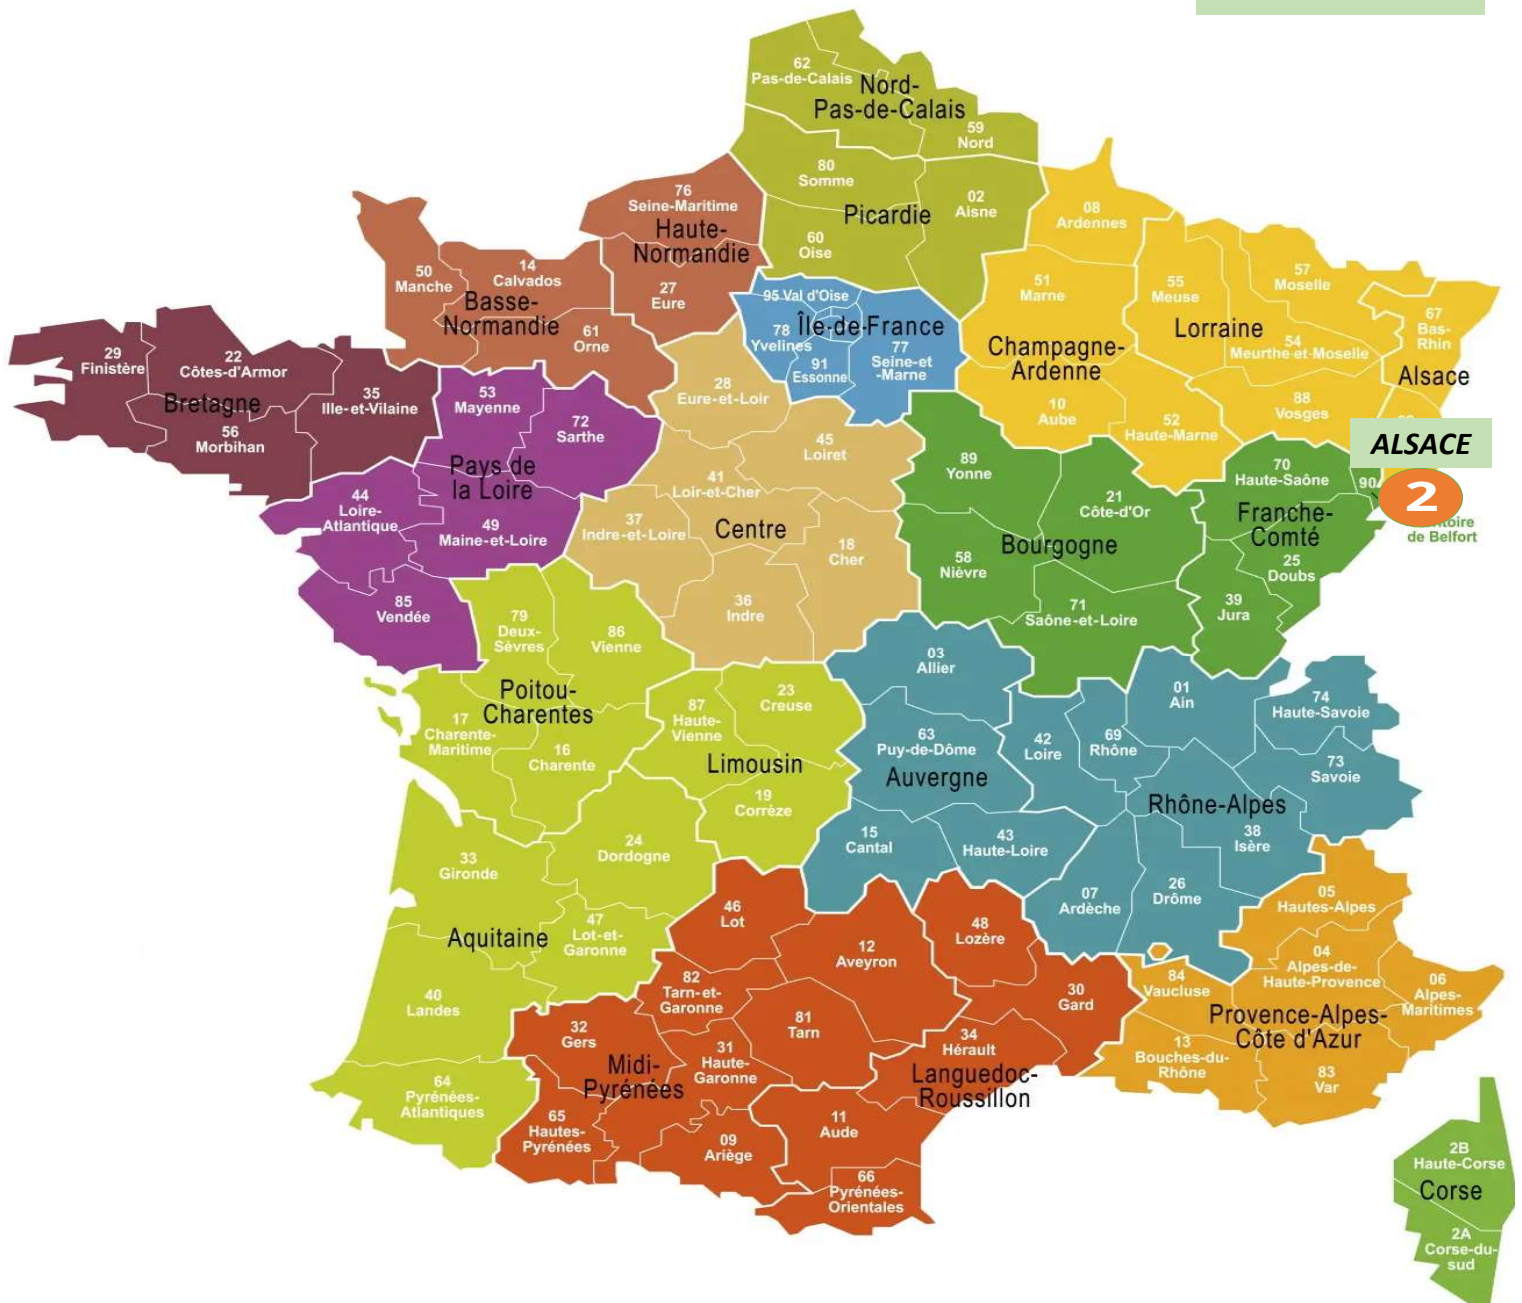 62
Pas-de-Calais
Nord-
Pas-de-Calais
59
Nord
80
Somme
02
Aisne
Picardie
60
Oise
76
Seine-Maritime
Haute-
Normandie
27
Eure
50
Manche
14
Calvados
Basse-
Normandie
61
Orne
08
Ardennes
51
Marne
Champagne-
Ardenne
10
Aube
52
Haute-Marne
55
Meuse
57
Moselle
Lorraine
54
Meurthe et-Moselle
88
Vosges
67
Bas-
Rhin
Alsace
ALSACE
2
95 Val d'Oise
Île-de-France
78
Yvelines
91
Essonne
77
Seine-et
-Marne
29
Finistère
22
Côtes-d'Armor
Bretagne
35
Ille-et-Vilaine
56
Morbihan
53
Mayenne
72
Sarthe
Pays de
la Loire
44
Loire-
Atlantique
49
Maine-et-Loire
85
Vendée
28
Eure-et-Loir
45
Loiret
41
Loir-et-Cher
37
Indre-et-Loire
Centre
18
Cher
36
Indre
89
Yonne
21
Côte-d'Or
Bourgogne
58
Nièvre
71
Saône-et-Loire
70
Haute-Saône
90
de Belfort
Franche-
Comté
25
Doubs
39
Jura
79
Deux-
Sèvres
86
Vienne
Poitou-
Charentes
17
Charente-
Maritime
16
Charente
87
Haute-
Vienne
23
Creuse
Limousin
19
Corrèze
03
Allier
63
Puy-de-Dôme
Auvergne
15
Cantal
43
Haute-Loire
42
Loire
69
Rhône
01
Ain
74
Haute-Savoie
73
Savoie
Rhône-Alpes
38
Isère
07
Ardèche
26
Drôme
33
Gironde
24
Dordogne
47
Lot-et-
Garonne
Aquitaine
40
Landes
64
Pyrénées-
Atlantiques
46
Lot
12
Aveyron
82
Tarn-et-
Garonne
81
Tarn
32
Gers
31
Haute-
Garonne
Midi-
Pyrénées
65
Hautes-
Pyrénées
09
Ariège
48
Lozère
30
Gard
34
Hérault
Languedoc-
Roussillon
11
Aude
66
Pyrénées-
Orientales
05
Hautes-Alpes
04
Alpes-de-
Haute-Provence
06
Alpes-
Maritimes
84
Vaucluse
Provence-Alpes-
Côte d'Azur
13
Bouches-du-
Rhône
83
Var
2B
Haute-Corse
Corse
2A
Corse-du-
sud